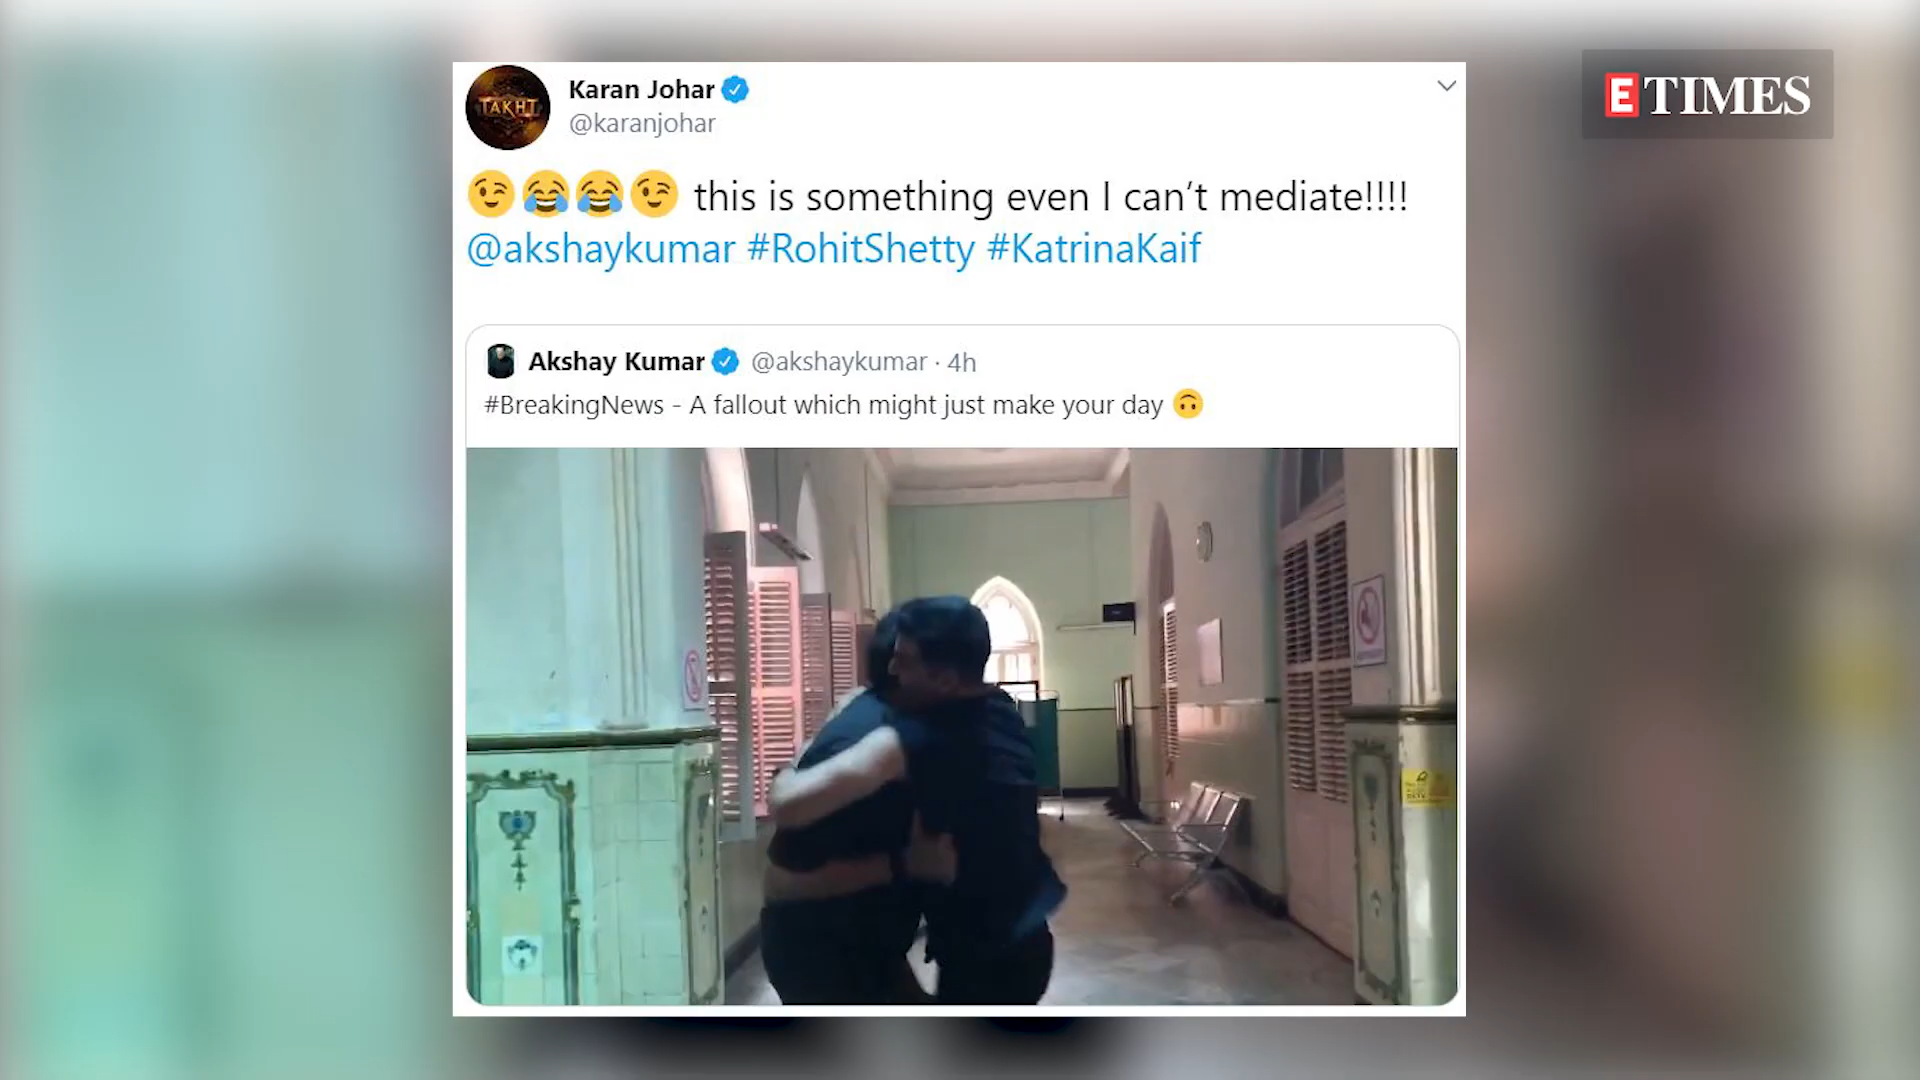 ETIMES
TAKHT
Karan Johar
@karanjohar
😉😂😂😉 this is something even I can't mediate!!!!
@akshaykumar #RohitShetty #KatrinaKaif
Akshay Kumar @akshaykumar · 4h
#BreakingNews - A fallout which might just make your day 🙃